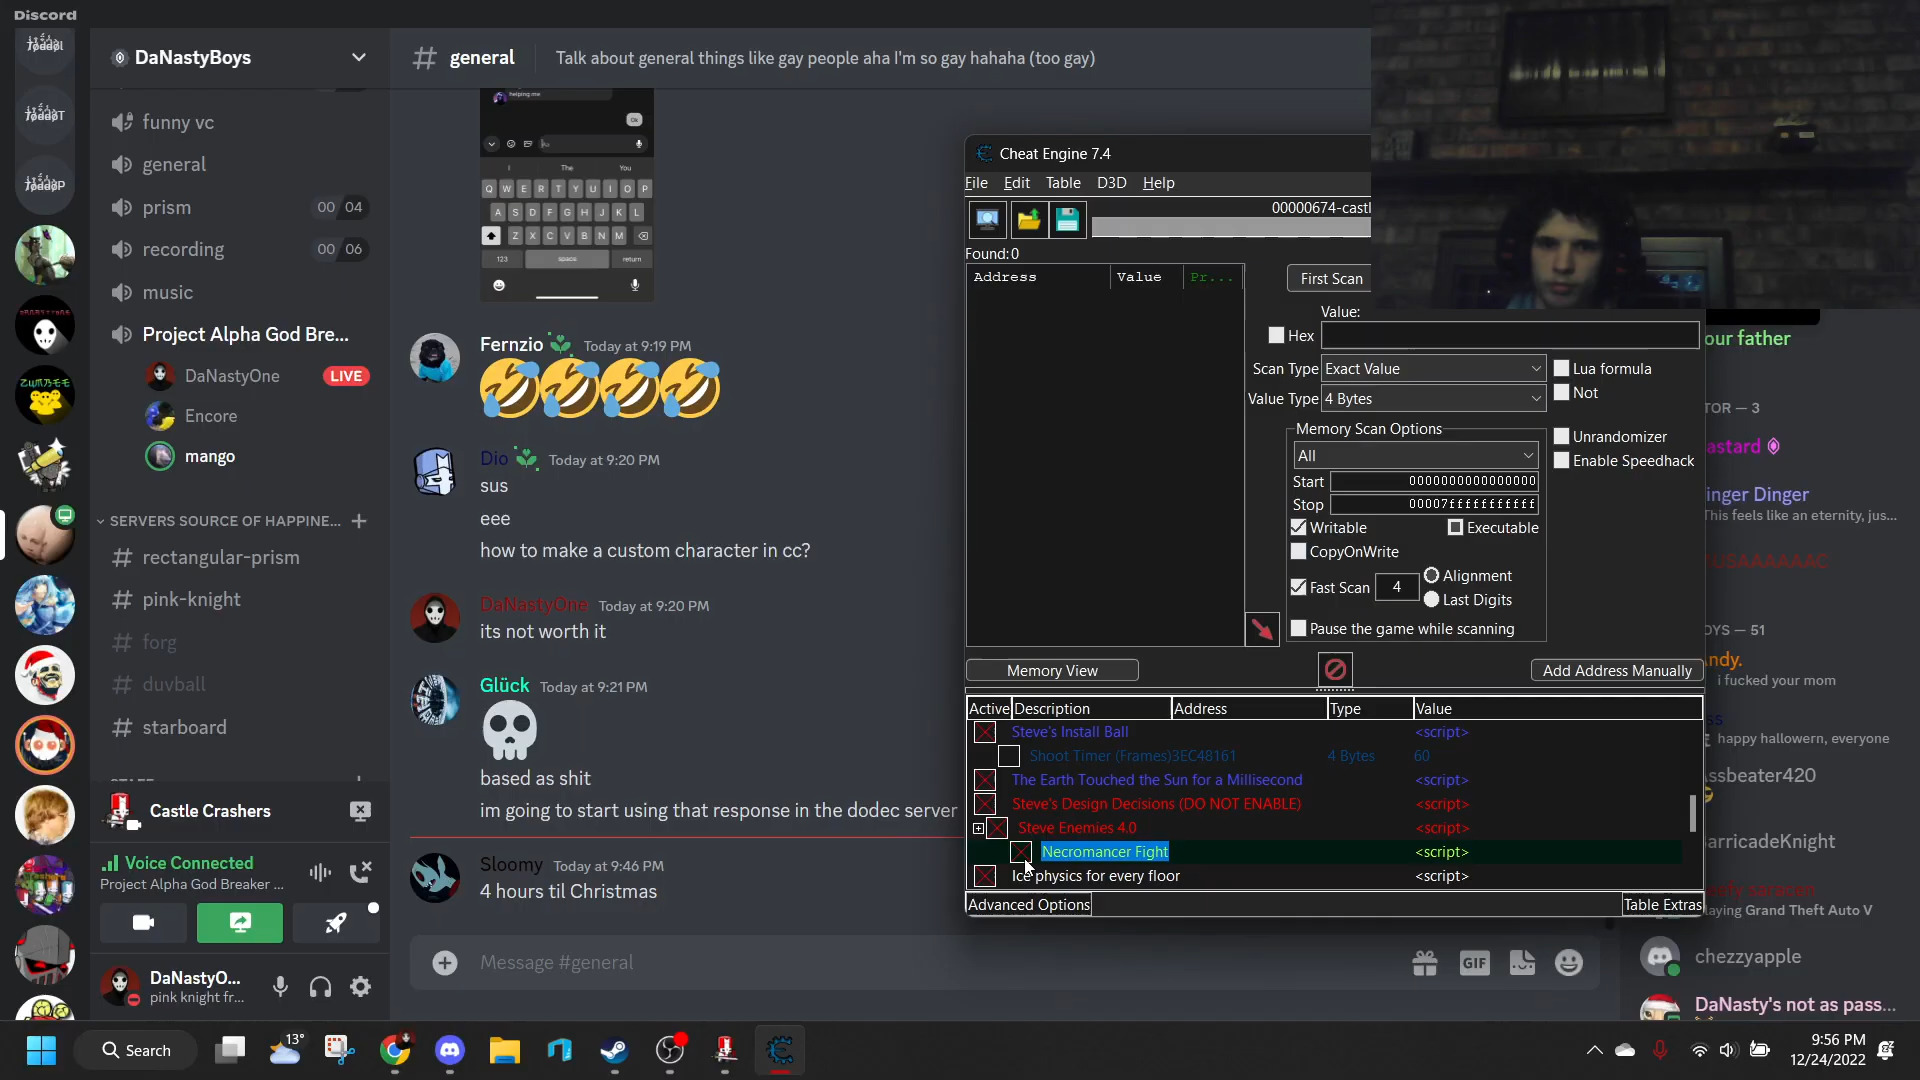 Discord
DaNastyBoys
funny vc
general
prism
00 04
recording
00 06
music
Project Alpha God Bre...
DaNastyOne
LIVE
Encore
mango
SERVERS SOURCE OF HAPPINE...
rectangular-prism
pink-knight
forg
duvball
starboard
Castle Crashers
Voice Connected
Project Alpha God Breaker ...
DaNastyO...
pink knight fr...
general
Talk about general things like gay people aha I'm so gay hahaha (too gay)
helping me
Ok
I The You
Q W E R T Y U I O P
A S D F G H J K L
Z X C V B N M
123 space return
Fernzio Today at 9:19 PM
Dio Today at 9:20 PM
sus
eee
how to make a custom character in cc?
DaNastyOne Today at 9:20 PM
its not worth it
Glück Today at 9:21 PM
based as shit
im going to start using that response in the dodec server
Sloomy Today at 9:46 PM
4 hours til Christmas
Message #general
GIF
Cheat Engine 7.4
File Edit Table D3D Help
00000674-castl
Found:0
Address Value Pr...
First Scan
Value:
Hex
Scan Type Exact Value
Lua formula
Not
Value Type 4 Bytes
Memory Scan Options
All
Unrandomizer
Enable Speedhack
Start 0000000000000000
Stop 00007fffffffffff
Writable Executable
CopyOnWrite
Fast Scan 4 Alignment
Last Digits
Pause the game while scanning
Memory View
Add Address Manually
Active Description Address Type Value
Steve's Install Ball <script>
Shoot Timer (Frames)3EC48161 4 Bytes 60
The Earth Touched the Sun for a Millisecond <script>
Steve's Design Decisions (DO NOT ENABLE) <script>
Steve Enemies 4.0 <script>
Necromancer Fight <script>
Ice physics for every floor <script>
Advanced Options
Table Extras
our father
TOR — 3
astard
inger Dinger
This feels like an eternity, jus...
OYS — 51
ndy.
i fucked your mom
happy hallowern, everyone
ssbeater420
arricadeKnight
aying Grand Theft Auto V
chezzyapple
DaNasty's not as pass...
13°
Search
9:56 PM
12/24/2022